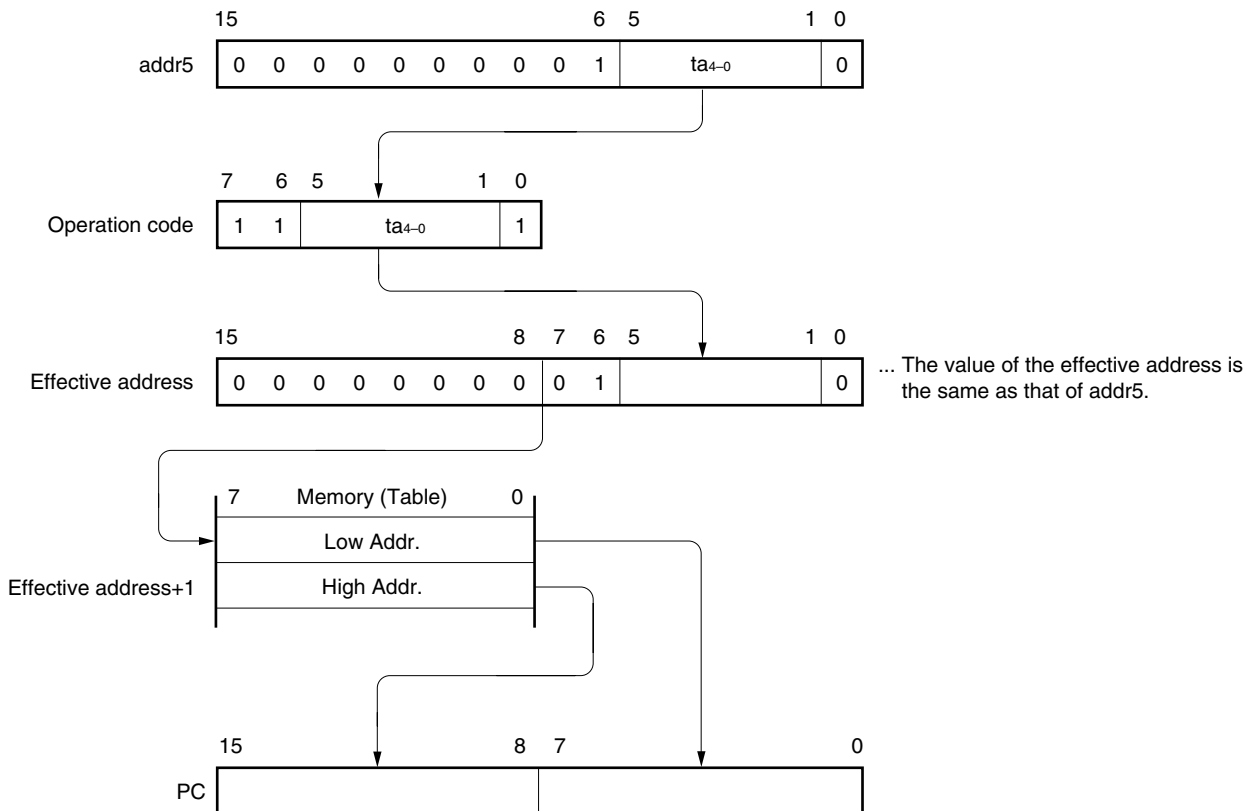 15 6 5 1 0
addr5 0 0 0 0 0 0 0 0 0 1 ta4–0 0
7 6 5 1 0
Operation code 1 1 ta4–0 1
15 8 7 6 5 1 0
Effective address 0 0 0 0 0 0 0 0 0 1 0
... The value of the effective address is
the same as that of addr5.
7 Memory (Table) 0
Low Addr.
Effective address+1 High Addr.
15 8 7 0
PC